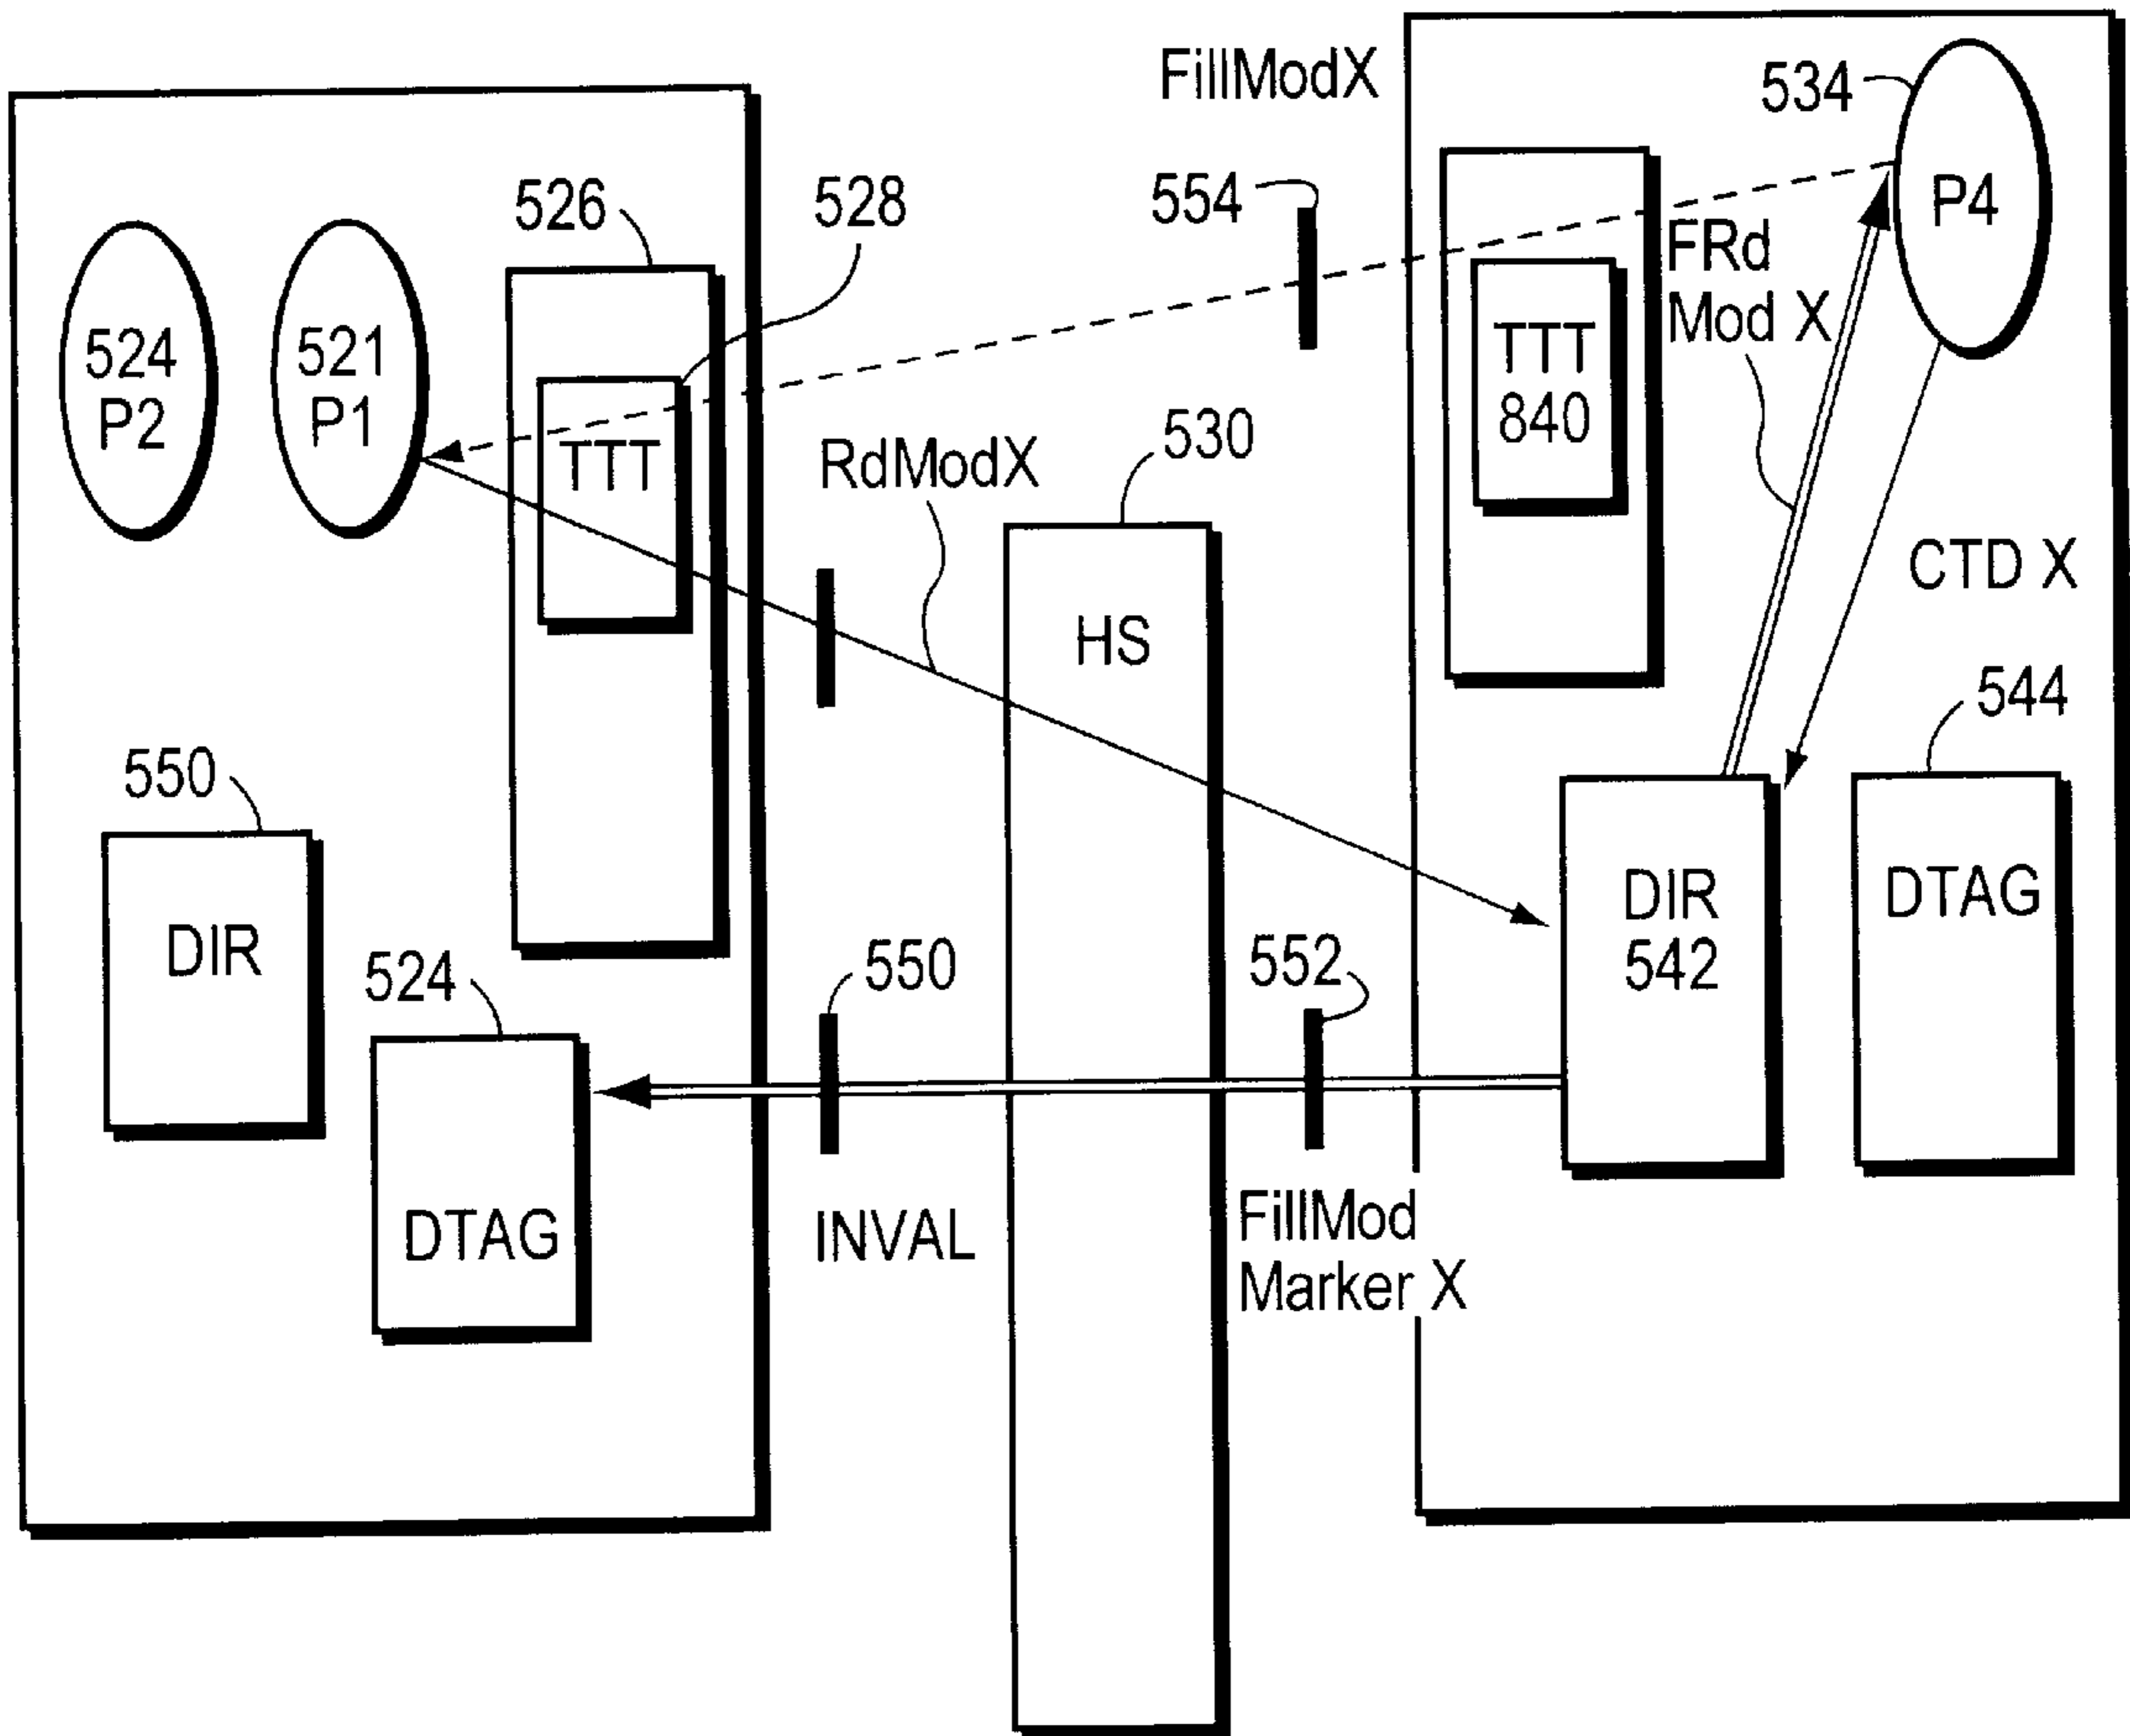 FillModX
534
P4
526
528
554
FRd
Mod X
524
P2
521
P1
TTT
840
TTT
RdModX
530
CTD X
HS
544
550
DIR
542
DTAG
DIR
524
550
552
DTAG
INVAL
FillMod
Marker X